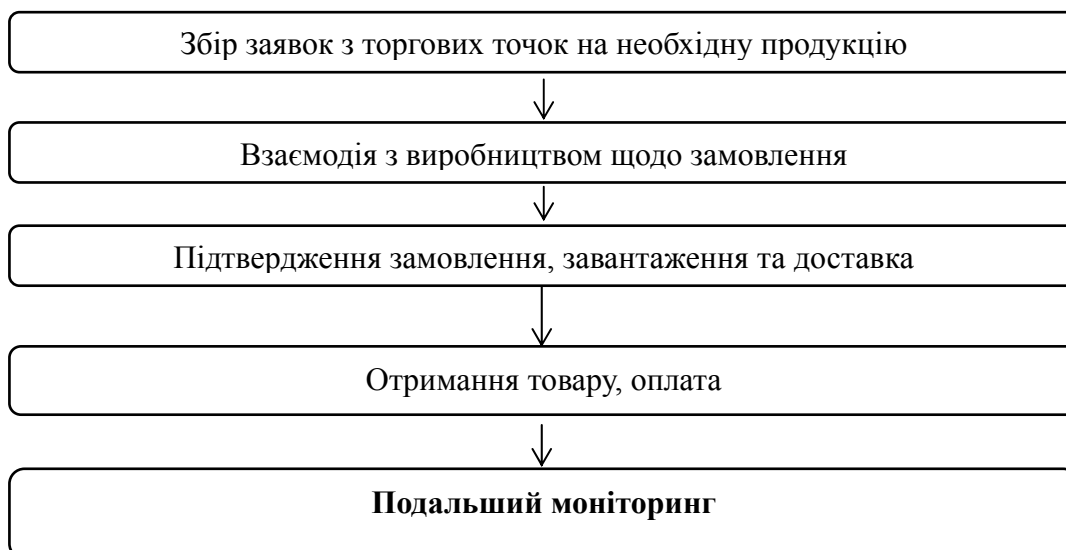 Збір заявок з торгових точок на необхідну продукцію
Взаємодія з виробництвом щодо замовлення
Підтвердження замовлення, завантаження та доставка
Отримання товару, оплата
Подальший моніторинг